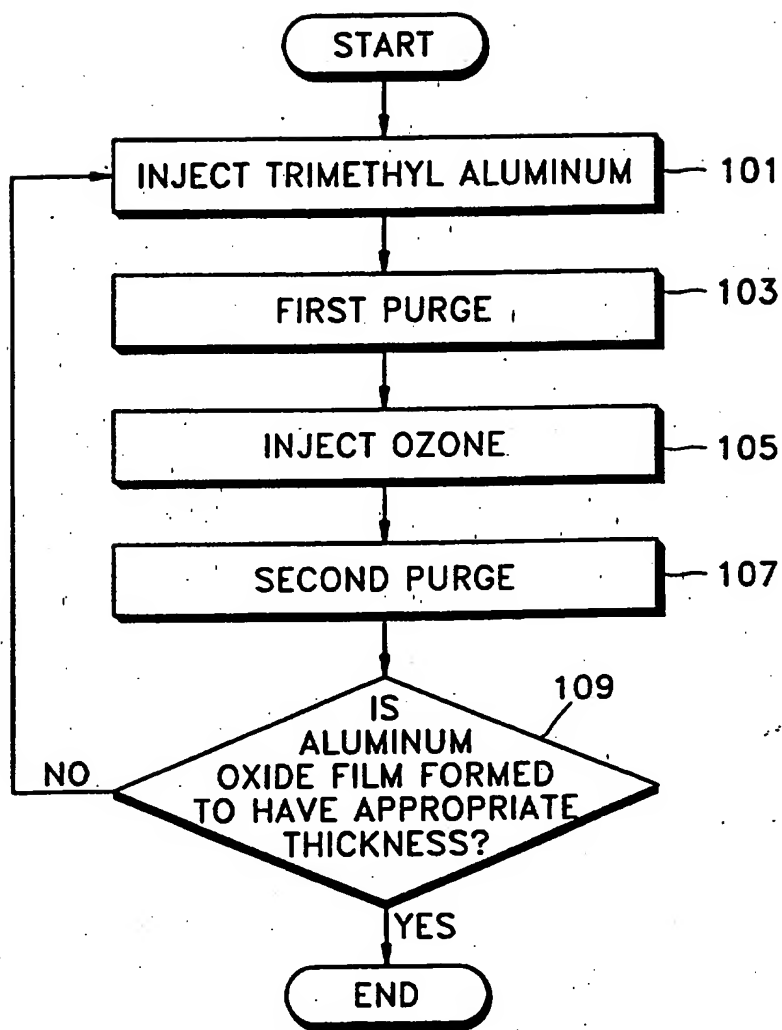 START
INJECT TRIMETHYL ALUMINUM
101
FIRST PURGE
103
INJECT OZONE
105
SECOND PURGE
107
109
IS
ALUMINUM
OXIDE FILM FORMED
TO HAVE APPROPRIATE
THICKNESS?
NO
YES
END